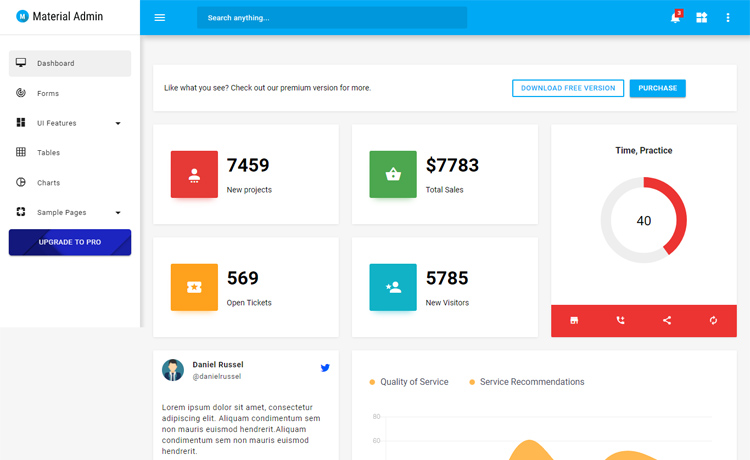 M Material Admin
Search anything...
3
Dashboard
Forms
UI Features
Tables
Charts
Sample Pages
UPGRADE TO PRO
Like what you see? Check out our premium version for more.
DOWNLOAD FREE VERSION
PURCHASE
7459
New projects
$7783
Total Sales
Time, Practice
40
569
Open Tickets
5785
New Visitors
Daniel Russel
@danielrussel
Lorem ipsum dolor sit amet, consectetur
adipiscing elit. Aliquam condimentum sem
non mauris euismod hendrerit.Aliquam
condimentum sem non mauris euismod
hendrerit.
Quality of Service
Service Recommendations
80
60